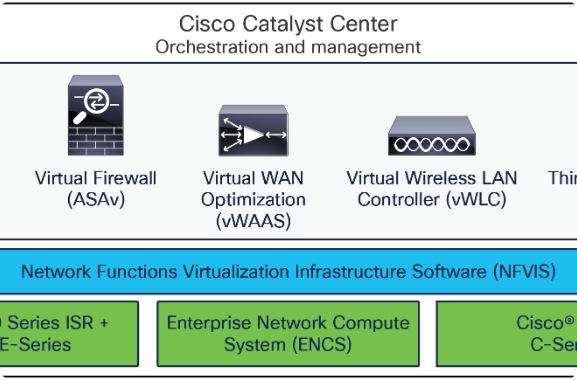 Cisco Catalyst Center
Orchestration and management
Virtual Firewall
(ASAv)
Virtual WAN
Optimization
(vWAAS)
Virtual Wireless LAN
Controller (vWLC)
Network Functions Virtualization Infrastructure Software (NFVIS)
Series ISR +
E-Series
Enterprise Network Compute
System (ENCS)
Cisco®